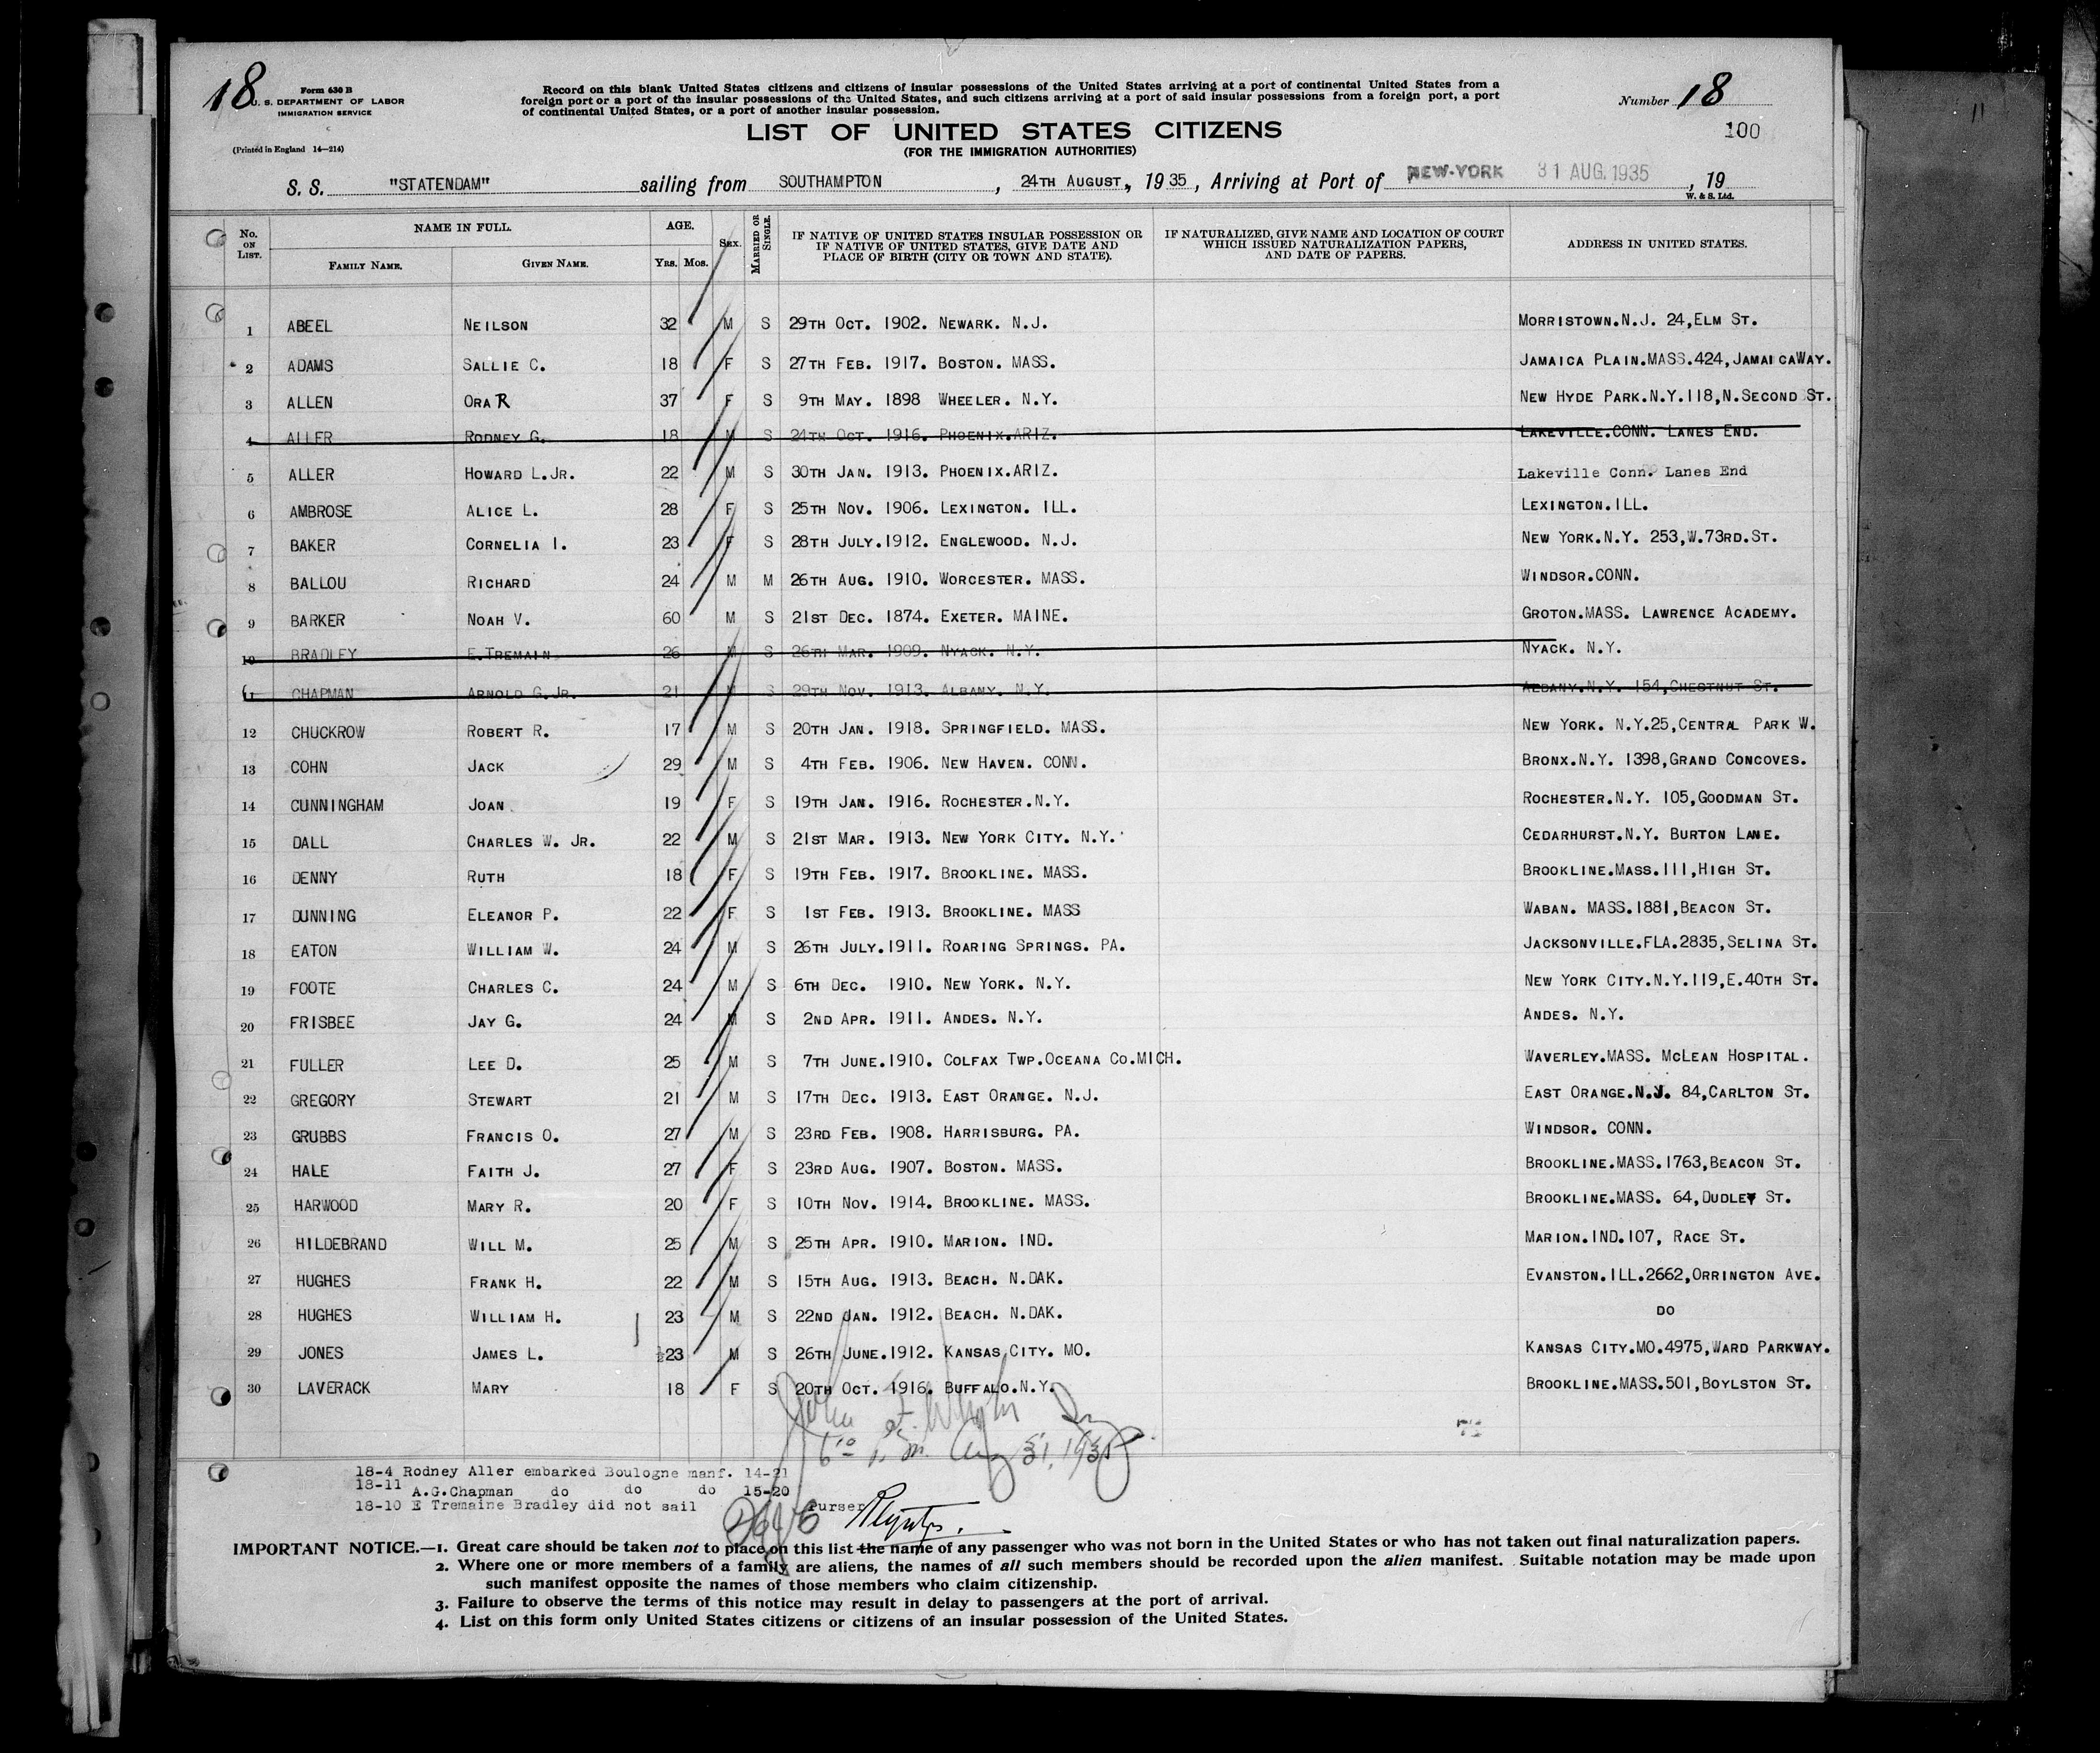 18
Form 630 B
U. S. DEPARTMENT OF LABOR
IMMIGRATION SERVICE
(Printed in England 14—214)
Record on this blank United States citizens and citizens of insular possessions of the United States arriving at a port of continental United States from a
foreign port or a port of the insular possessions of the United States, and such citizens arriving at a port of said insular possessions from a foreign port, a port
of continental United States, or a port of another insular possession.
Number 18
100
LIST OF UNITED STATES CITIZENS
(FOR THE IMMIGRATION AUTHORITIES)
S. S. "STATENDAM" sailing from SOUTHAMPTON, 24TH AUGUST, 1935, Arriving at Port of NEW-YORK 31 AUG. 1935, 19
W. & S. Ltd.
No. ON LIST. NAME IN FULL. FAMILY NAME. GIVEN NAME. AGE. YRS. MOS. SEX. MARRIED OR SINGLE. IF NATIVE OF UNITED STATES INSULAR POSSESSION OR IF NATIVE OF UNITED STATES, GIVE DATE AND PLACE OF BIRTH (CITY OR TOWN AND STATE). IF NATURALIZED, GIVE NAME AND LOCATION OF COURT WHICH ISSUED NATURALIZATION PAPERS, AND DATE OF PAPERS. ADDRESS IN UNITED STATES.
1 ABEEL NEILSON 32 M S 29TH OCT. 1902. NEWARK. N.J. MORRISTOWN.N.J. 24,ELM ST.
2 ADAMS SALLIE C. 18 F S 27TH FEB. 1917. BOSTON. MASS. JAMAICA PLAIN.MASS.424,JAMAICAWAY.
3 ALLEN ORA R 37 F S 9TH MAY. 1898 WHEELER. N.Y. NEW HYDE PARK.N.Y.118,N.SECOND ST.
4 ALLER RODNEY G. 18 M S 24TH OCT. 1916. PHOENIX.ARIZ. LAKEVILLE.CONN. LANES END.
5 ALLER HOWARD L.JR. 22 M S 30TH JAN. 1913. PHOENIX.ARIZ. Lakeville Conn. Lanes End
6 AMBROSE ALICE L. 28 F S 25TH NOV. 1906. LEXINGTON. ILL. LEXINGTON.ILL.
7 BAKER CORNELIA I. 23 F S 28TH JULY.1912. ENGLEWOOD. N.J. NEW YORK.N.Y. 253,W.73RD.ST.
8 BALLOU RICHARD 24 M M 26TH AUG. 1910. WORCESTER. MASS. WINDSOR.CONN.
9 BARKER NOAH V. 60 M S 21ST DEC. 1874. EXETER. MAINE. GROTON.MASS. LAWRENCE ACADEMY.
10 BRADLEY E.TREMAIN 26 M S 26TH MAR. 1909. NYACK. N.Y. NYACK. N.Y.
11 CHAPMAN ARNOLD G.JR. 21 M S 29TH NOV. 1913. ALBANY. N.Y. ALBANY.N.Y. 154,CHESTNUT ST.
12 CHUCKROW ROBERT R. 17 M S 20TH JAN. 1918. SPRINGFIELD. MASS. NEW YORK. N.Y.25,CENTRAL PARK W.
13 COHN JACK 29 M S 4TH FEB. 1906. NEW HAVEN. CONN. BRONX.N.Y. 1398,GRAND CONCOVES.
14 CUNNINGHAM JOAN 19 F S 19TH JAN. 1916. ROCHESTER.N.Y. ROCHESTER.N.Y. 105,GOODMAN ST.
15 DALL CHARLES W. JR. 22 M S 21ST MAR. 1913. NEW YORK CITY. N.Y. CEDARHURST.N.Y. BURTON LANE.
16 DENNY RUTH 18 F S 19TH FEB. 1917. BROOKLINE. MASS. BROOKLINE.MASS.111,HIGH ST.
17 DUNNING ELEANOR P. 22 F S 1ST FEB. 1913. BROOKLINE. MASS WABAN. MASS.1881,BEACON ST.
18 EATON WILLIAM W. 24 M S 26TH JULY.1911. ROARING SPRINGS. PA. JACKSONVILLE.FLA.2835,SELINA ST.
19 FOOTE CHARLES C. 24 M S 6TH DEC. 1910. NEW YORK. N.Y. NEW YORK CITY.N.Y.119,E.40TH ST.
20 FRISBEE JAY G. 24 M S 2ND APR. 1911. ANDES. N.Y. ANDES. N.Y.
21 FULLER LEE D. 25 M S 7TH JUNE.1910. COLFAX TWP.OCEANA CO.MICH. WAVERLEY.MASS. MCLEAN HOSPITAL.
22 GREGORY STEWART 21 M S 17TH DEC. 1913. EAST ORANGE. N.J. EAST ORANGE.N.J. 84,CARLTON ST.
23 GRUBBS FRANCIS O. 27 M S 23RD FEB. 1908. HARRISBURG. PA. WINDSOR. CONN.
24 HALE FAITH J. 27 F S 23RD AUG. 1907. BOSTON. MASS. BROOKLINE.MASS.1763,BEACON ST.
25 HARWOOD MARY R. 20 F S 10TH NOV. 1914. BROOKLINE. MASS. BROOKLINE.MASS. 64,DUDLEY ST.
26 HILDEBRAND WILL M. 25 M S 25TH APR. 1910. MARION. IND. MARION.IND.107, RACE ST.
27 HUGHES FRANK H. 22 M S 15TH AUG. 1913. BEACH. N.DAK. EVANSTON.ILL.2662,ORRINGTON AVE.
28 HUGHES WILLIAM H. 23 M S 22ND JAN. 1912. BEACH. N.DAK. DO
29 JONES JAMES L. 23 M S 26TH JUNE.1912. KANSAS CITY. MO. KANSAS CITY.MO.4975,WARD PARKWAY.
30 LAVERACK MARY 18 F S 20TH OCT. 1916. BUFFALO.N.Y. BROOKLINE.MASS.501,BOYLSTON ST.
Aug 31, 1935
18-4 Rodney Aller embarked Boulogne manf. 14-21
18-11 A.G.Chapman do do do 15-20
18-10 E Tremaine Bradley did not sail
Purser
IMPORTANT NOTICE.—1. Great care should be taken not to place on this list the name of any passenger who was not born in the United States or who has not taken out final naturalization papers.
2. Where one or more members of a family are aliens, the names of all such members should be recorded upon the alien manifest. Suitable notation may be made upon
such manifest opposite the names of those members who claim citizenship.
3. Failure to observe the terms of this notice may result in delay to passengers at the port of arrival.
4. List on this form only United States citizens or citizens of an insular possession of the United States.